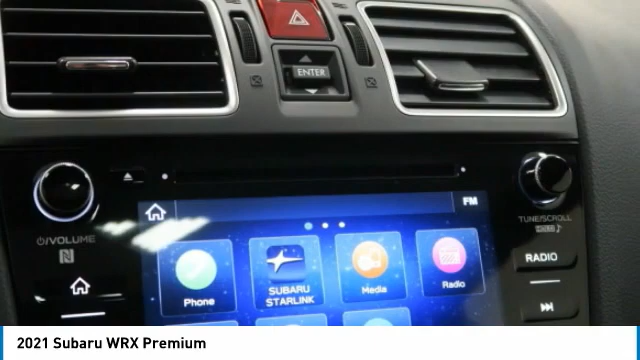 ENTER
FM
VOLUME
TUNE/SCROLL
RADIO
Phone
SUBARU
STARLINK
Media
Radio
2021 Subaru WRX Premium